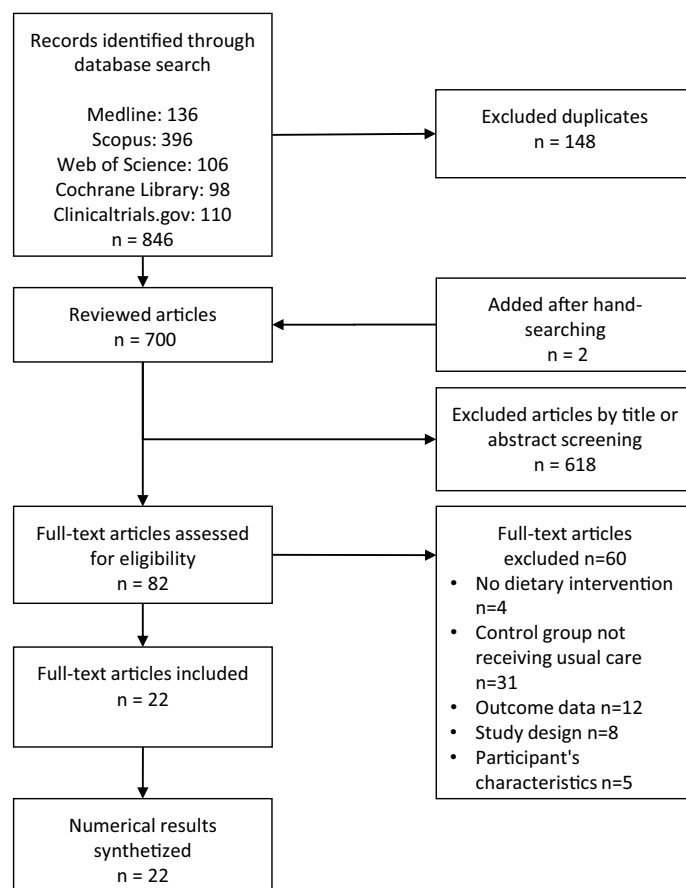 Records identified through
database search
Medline: 136
Scopus: 396
Web of Science: 106
Cochrane Library: 98
Clinicaltrials.gov: 110
n = 846
Excluded duplicates
n = 148
Reviewed articles
n = 700
Added after hand-
searching
n = 2
Excluded articles by title or
abstract screening
n = 618
Full-text articles assessed
for eligibility
n = 82
Full-text articles
excluded n=60
• No dietary intervention
n=4
• Control group not
receiving usual care
n=31
• Outcome data n=12
• Study design n=8
• Participant's
characteristics n=5
Full-text articles included
n = 22
Numerical results
synthetized
n = 22